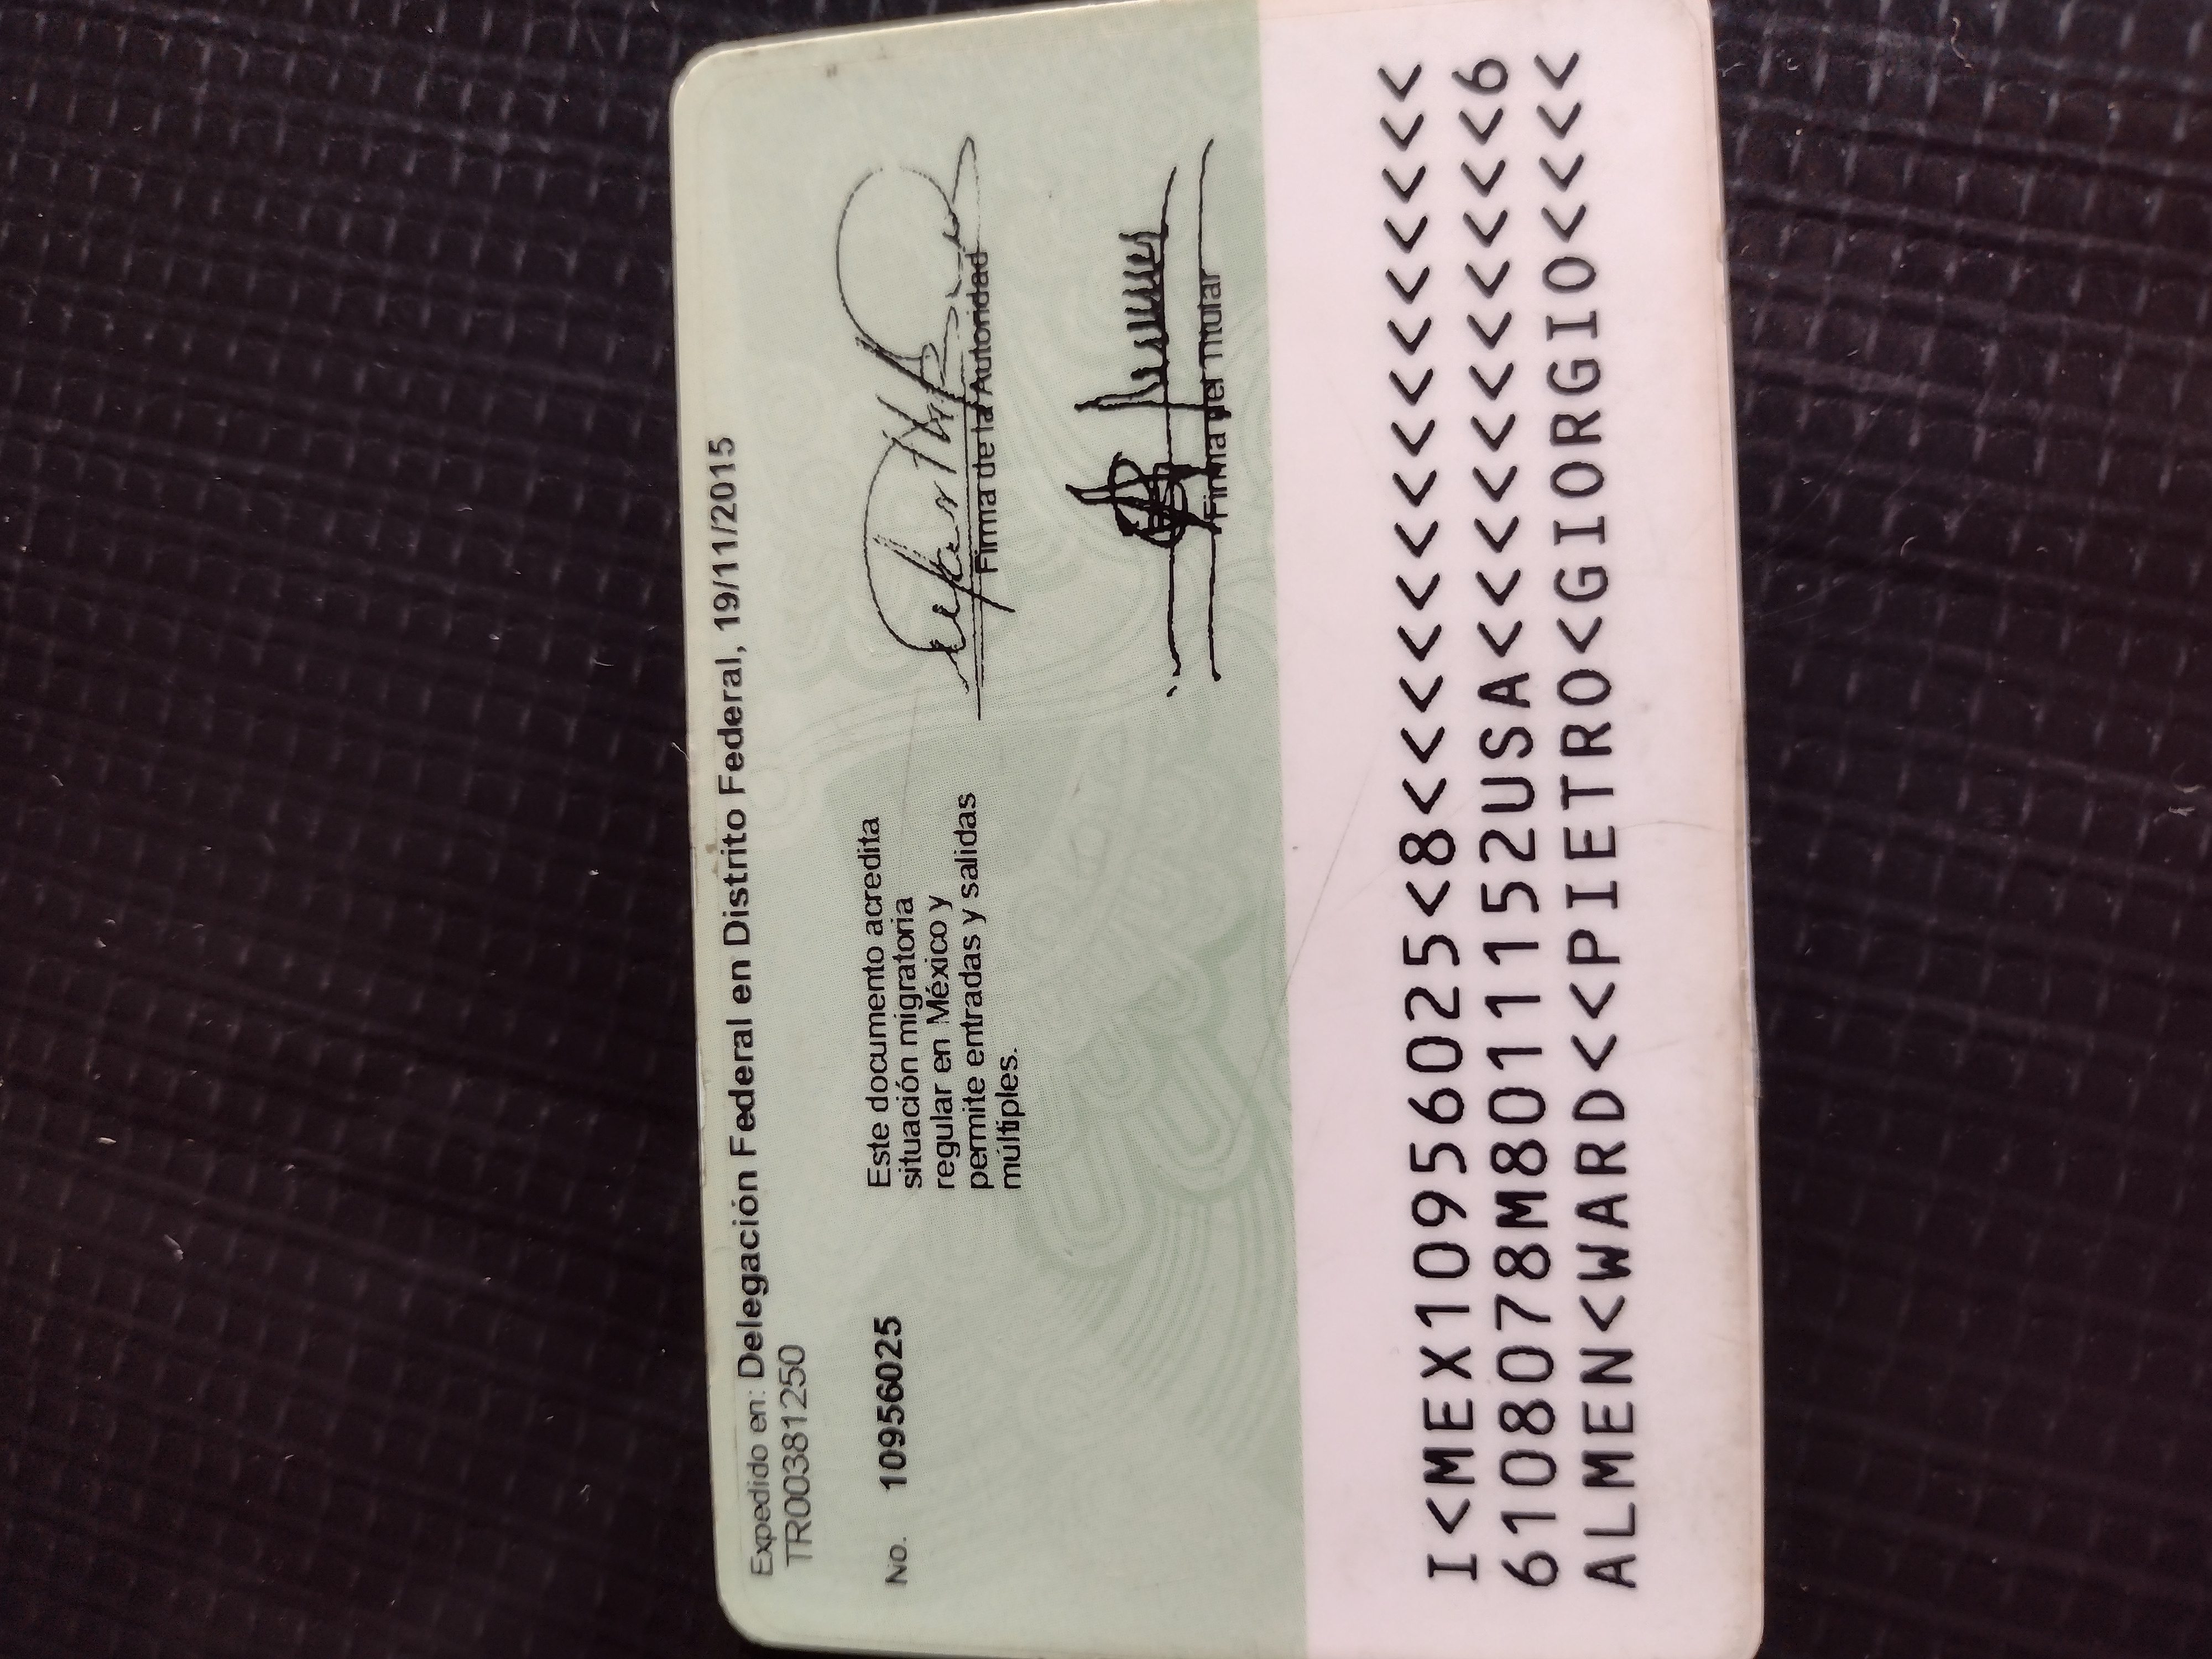 Expedido en: Delegación Federal en Distrito Federal, 19/11/2015
TR00381250
No. 10956025
Este documento acredita
situación migratoria
regular en México y
permite entradas y salidas
múltiples.
Firma de la Autoridad
Firma del Titular
I<MEX10956025<8<<<<<<<<<<<<<<<
6108078M8011152USA<<<<<<<<<<<6
ALMEN<WARD<<PIETRO<GIORGIO<<<<